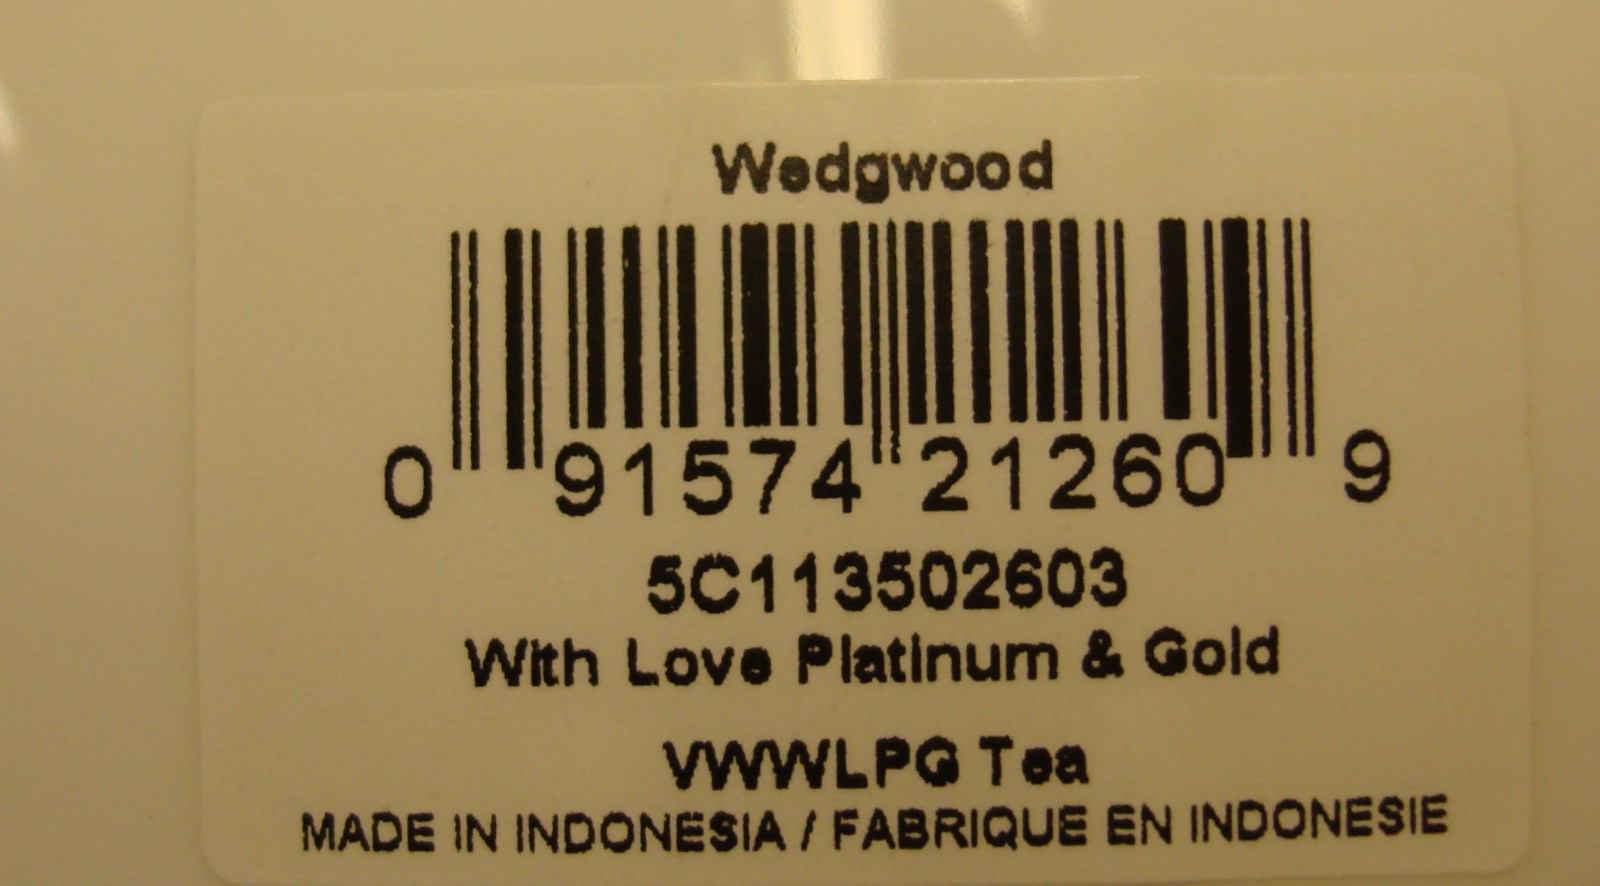 Wedgwood
0 91574 21260 9
5C113502603
With Love Platinum & Gold
VWWLPG Tea
MADE IN INDONESIA / FABRIQUE EN INDONESIE